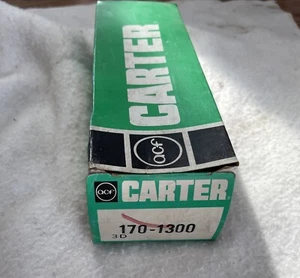 CARTER
acf
acf CARTER
170-1300
3D